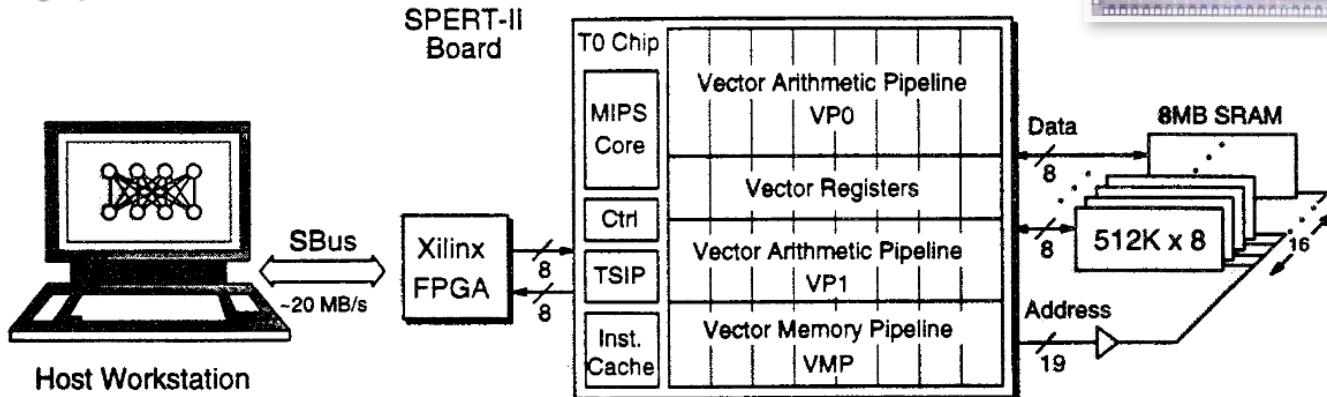 SPERT-II
Board
T0 Chip
MIPS
Core
Ctrl
TSIP
Inst.
Cache
Vector Arithmetic Pipeline
VP0
Vector Registers
Vector Arithmetic Pipeline
VP1
Vector Memory Pipeline
VMP
Host Workstation
SBus
~20 MB/s
Xilinx
FPGA
8
8
Data
8
8
Address
19
8MB SRAM
512K x 8
16